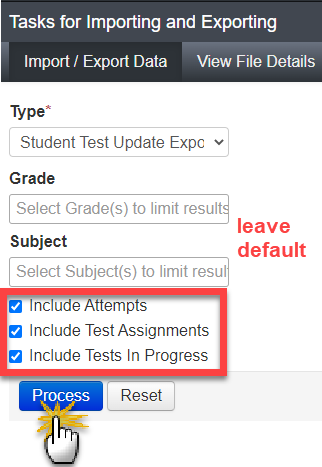 Tasks for Importing and Exporting
Import / Export Data View File Details
Type*
Student Test Update Expo
Grade
Select Grade(s) to limit results
leave
default
Subject
Select Subject(s) to limit resul
Include Attempts
Include Test Assignments
Include Tests In Progress
Process Reset